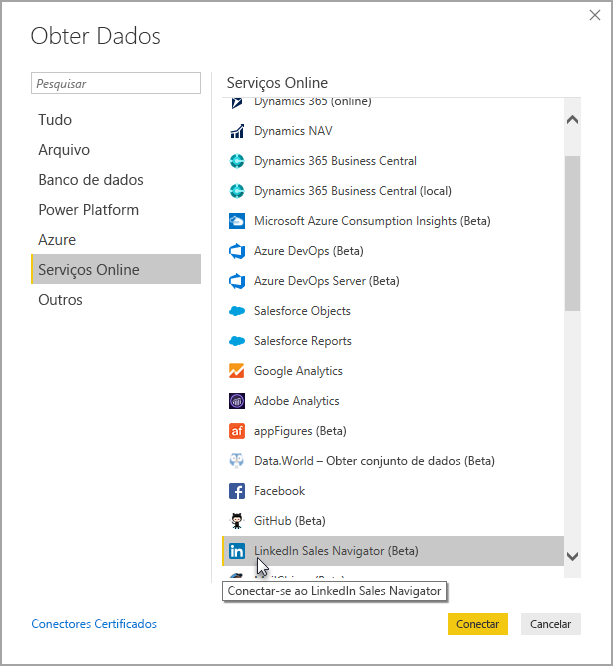 Obter Dados
Pesquisar
Tudo
Arquivo
Banco de dados
Power Platform
Azure
Serviços Online
Outros
Serviços Online
Dynamics 365 (online)
Dynamics NAV
Dynamics 365 Business Central
Dynamics 365 Business Central (local)
Microsoft Azure Consumption Insights (Beta)
Azure DevOps (Beta)
Azure DevOps Server (Beta)
Salesforce Objects
Salesforce Reports
Google Analytics
Adobe Analytics
af
appFigures (Beta)
Data.World – Obter conjunto de dados (Beta)
Facebook
GitHub (Beta)
in
LinkedIn Sales Navigator (Beta)
Conectar-se ao LinkedIn Sales Navigator
Conectores Certificados
Conectar
Cancelar